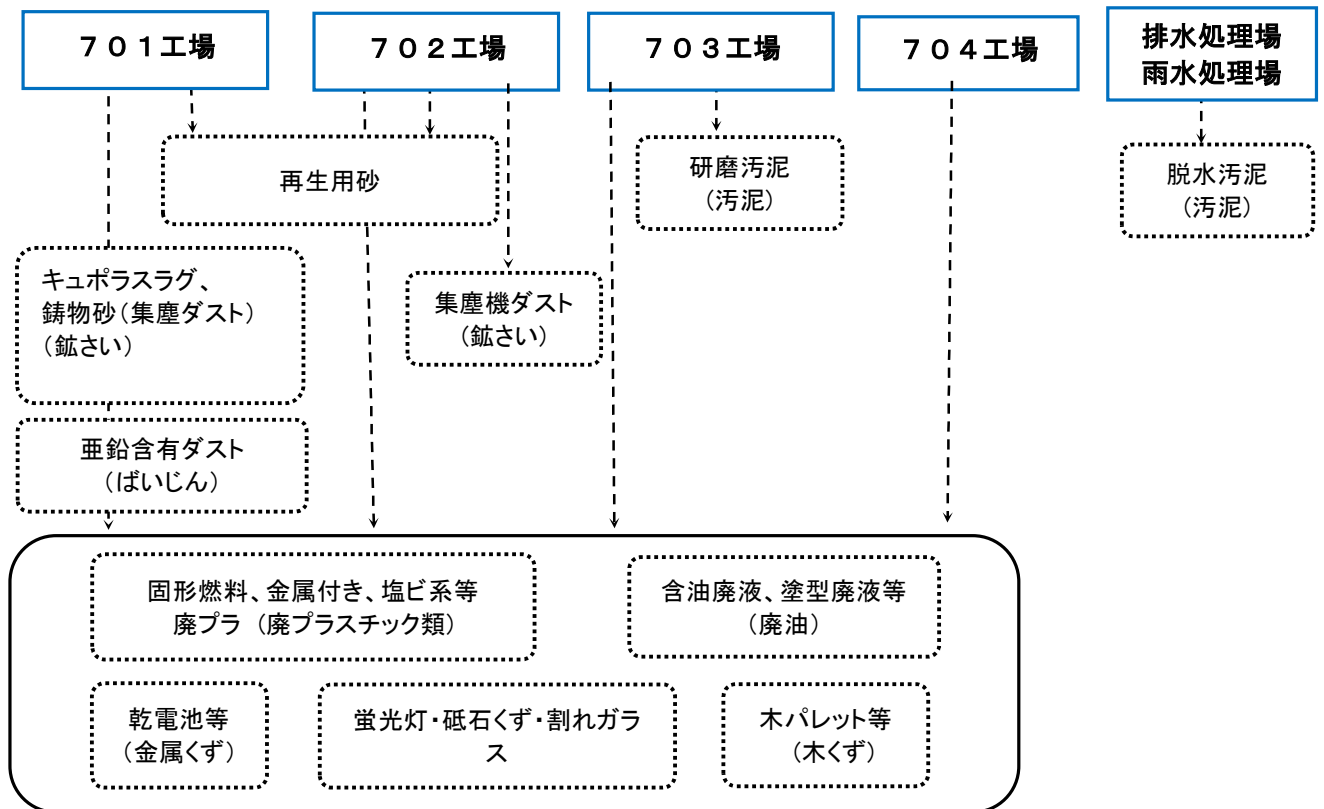 ７０１工場
７０２工場
７０３工場
７０４工場
排水処理場
雨水処理場
再生用砂
研磨汚泥
（汚泥）
脱水汚泥
（汚泥）
キュポラスラグ、
鋳物砂（集塵ダスト）
（鉱さい）
集塵機ダスト
（鉱さい）
亜鉛含有ダスト
（ばいじん）
固形燃料、金属付き、塩ビ系等
廃プラ （廃プラスチック類）
含油廃液、塗型廃液等
（廃油）
乾電池等
（金属くず）
蛍光灯・砥石くず・割れガラ
ス
木パレット等
（木くず）